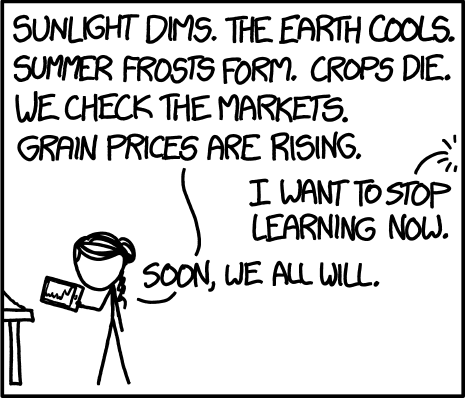 SUNLIGHT DIMS. THE EARTH COOLS.
SUMMER FROSTS FORM. CROPS DIE.
WE CHECK THE MARKETS.
GRAIN PRICES ARE RISING.
I WANT TO STOP
LEARNING NOW.
SOON, WE ALL WILL.